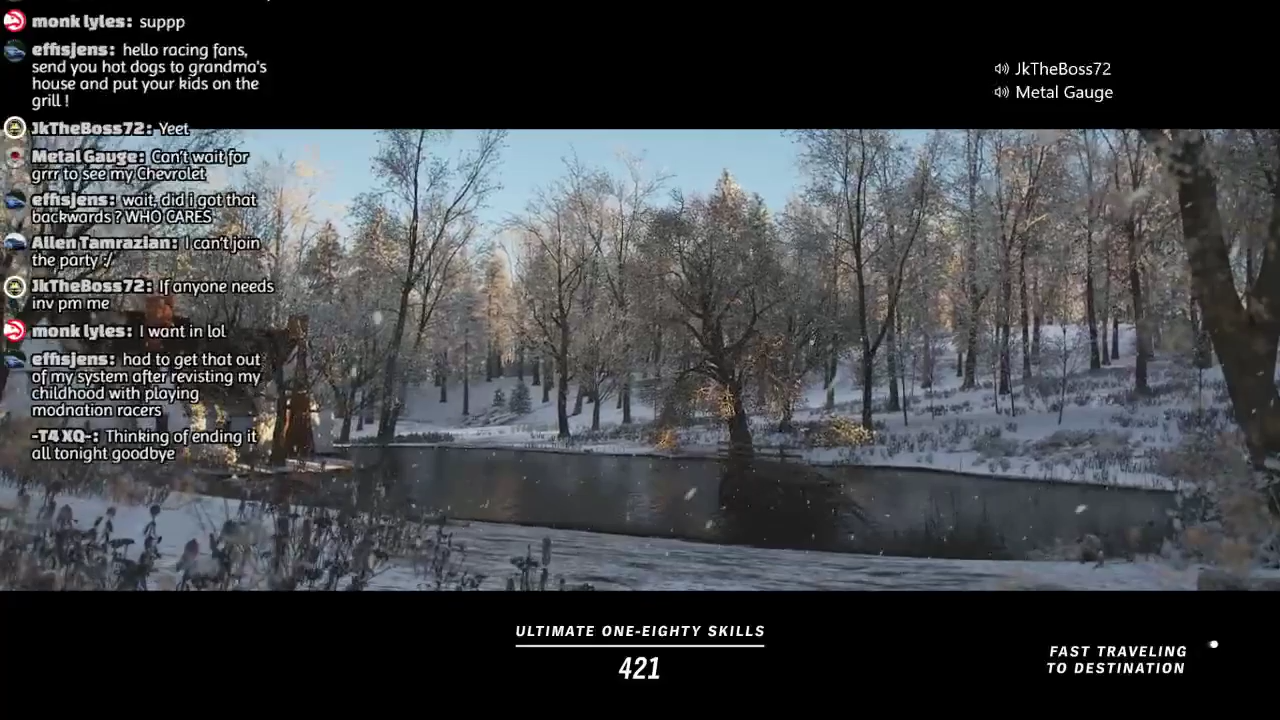 monk lyles: suppp
effisjens: hello racing fans,
send you hot dogs to grandma's
house and put your kids on the
grill !
JkTheBoss72: Yeet
Metal Gauge: Can't wait for
grrr to see my Chevrolet
effisjens: wait, did i got that
backwards ? WHO CARES
Allen Tamrazian: I can't join
the party :/
JkTheBoss72: If anyone needs
inv pm me
monk lyles: I want in lol
effisjens: had to get that out
of my system after revisting my
childhood with playing
modnation racers
-T4 XQ-: Thinking of ending it
all tonight goodbye
JkTheBoss72
Metal Gauge
ULTIMATE ONE-EIGHTY SKILLS
421
FAST TRAVELING
TO DESTINATION